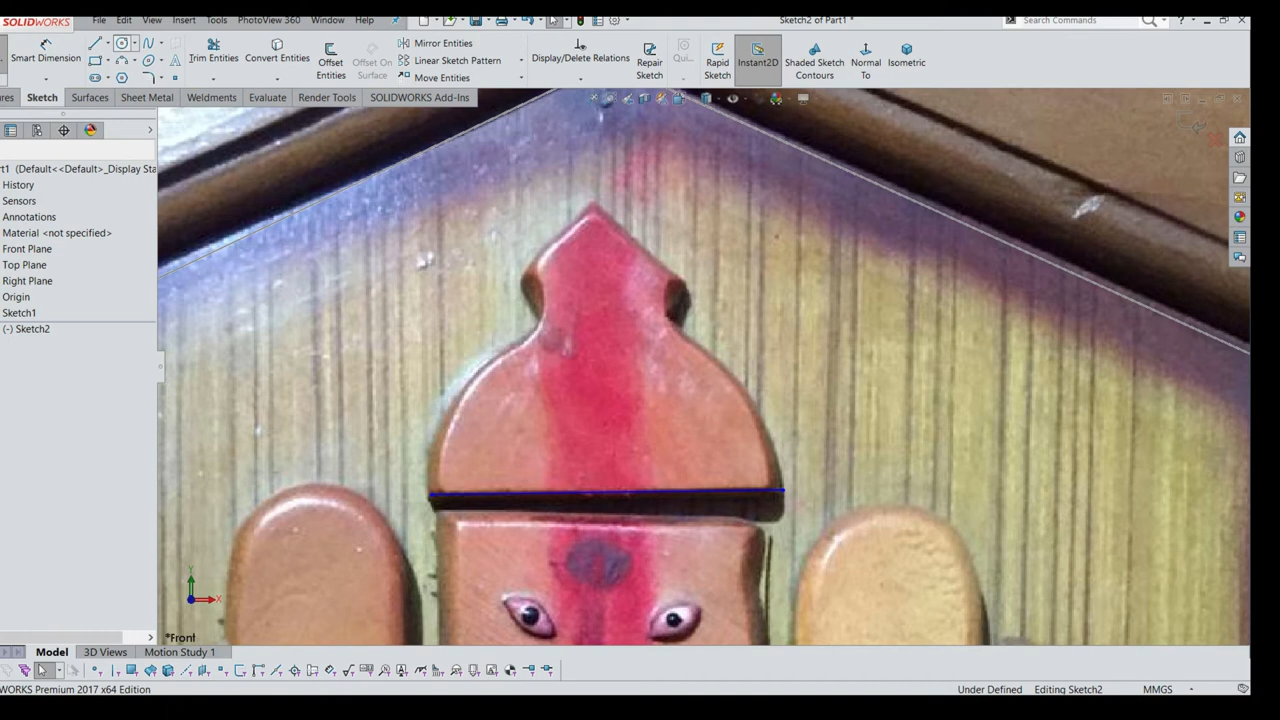 SOLIDWORKS File Edit View Insert Tools PhotoView 360 Window Help Sketch2 of Part1 * Search Commands ?
Smart Dimension Trim Entities Convert Entities Offset Entities Offset On Surface Mirror Entities Linear Sketch Pattern Move Entities Display/Delete Relations Repair Sketch Qui... Rapid Sketch Instant2D Shaded Sketch Contours Normal To Isometric
ures Sketch Surfaces Sheet Metal Weldments Evaluate Render Tools SOLIDWORKS Add-Ins
rt1 (Default<<Default>_Display Sta
History
Sensors
Annotations
Material <not specified>
Front Plane
Top Plane
Right Plane
Origin
Sketch1
(-) Sketch2
Y
X
*Front
Model 3D Views Motion Study 1
WORKS Premium 2017 x64 Edition Under Defined Editing Sketch2 MMGS